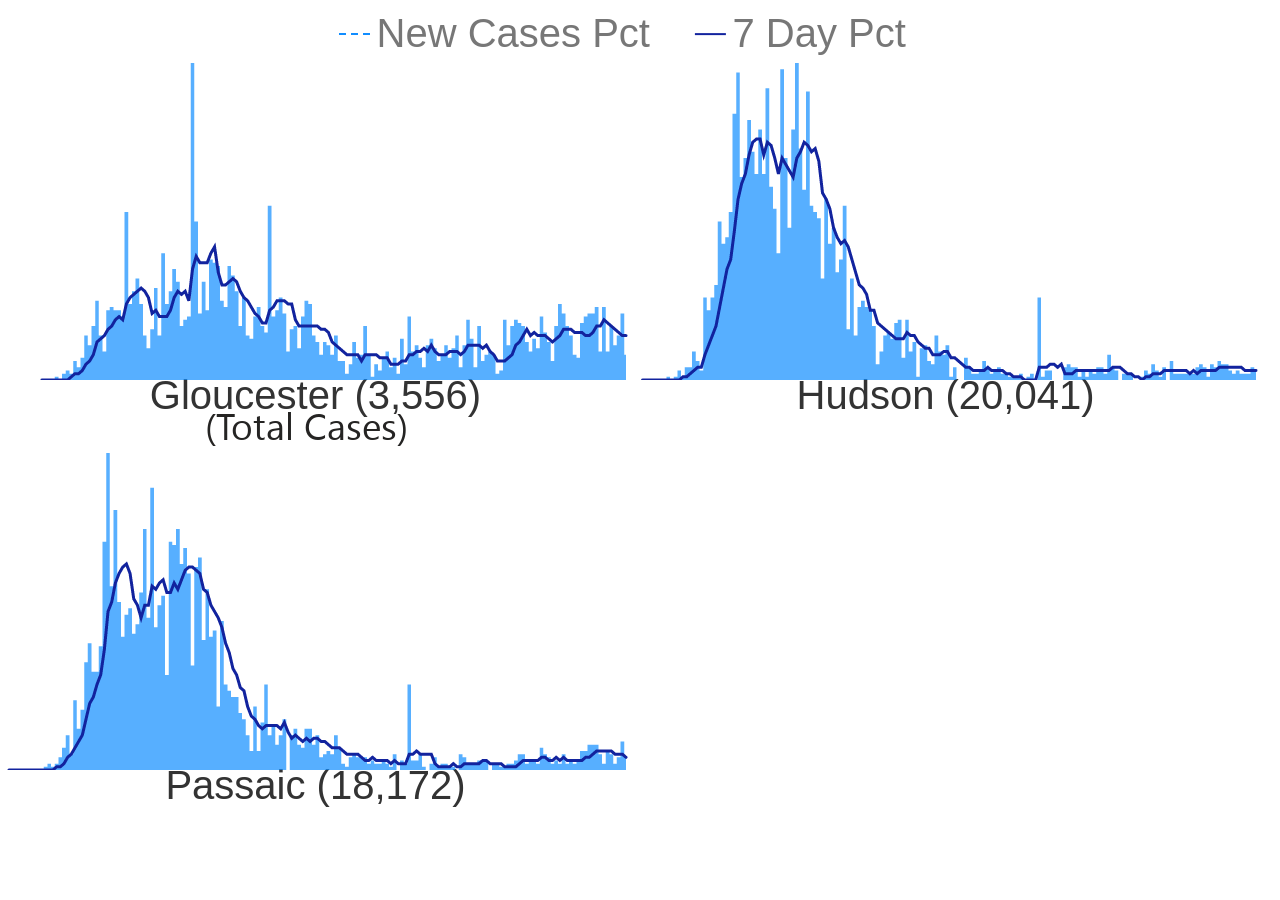 New Cases Pct 7 Day Pct
Gloucester (3,556) Hudson (20,041)
(Total Cases)
Passaic (18,172)